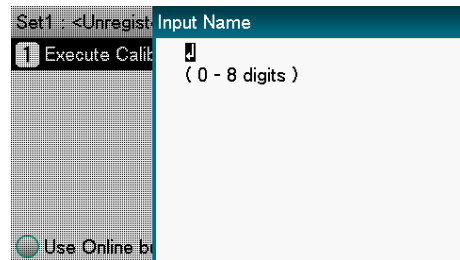 Set1 : <Unregist
Input Name
1 Execute Calib
( 0 - 8 digits )
Use Online bu